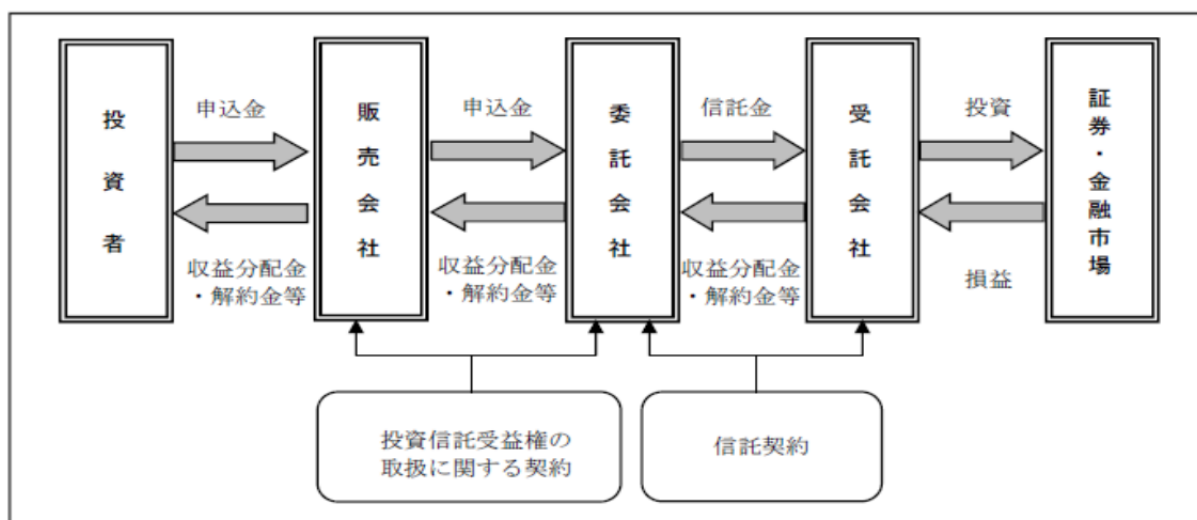 投資者
申込金
収益分配金
・解約金等
販売会社
申込金
収益分配金
・解約金等
委託会社
信託金
収益分配金
・解約金等
受託会社
投資
損益
証券・金融市場
投資信託受益権の
取扱に関する契約
信託契約